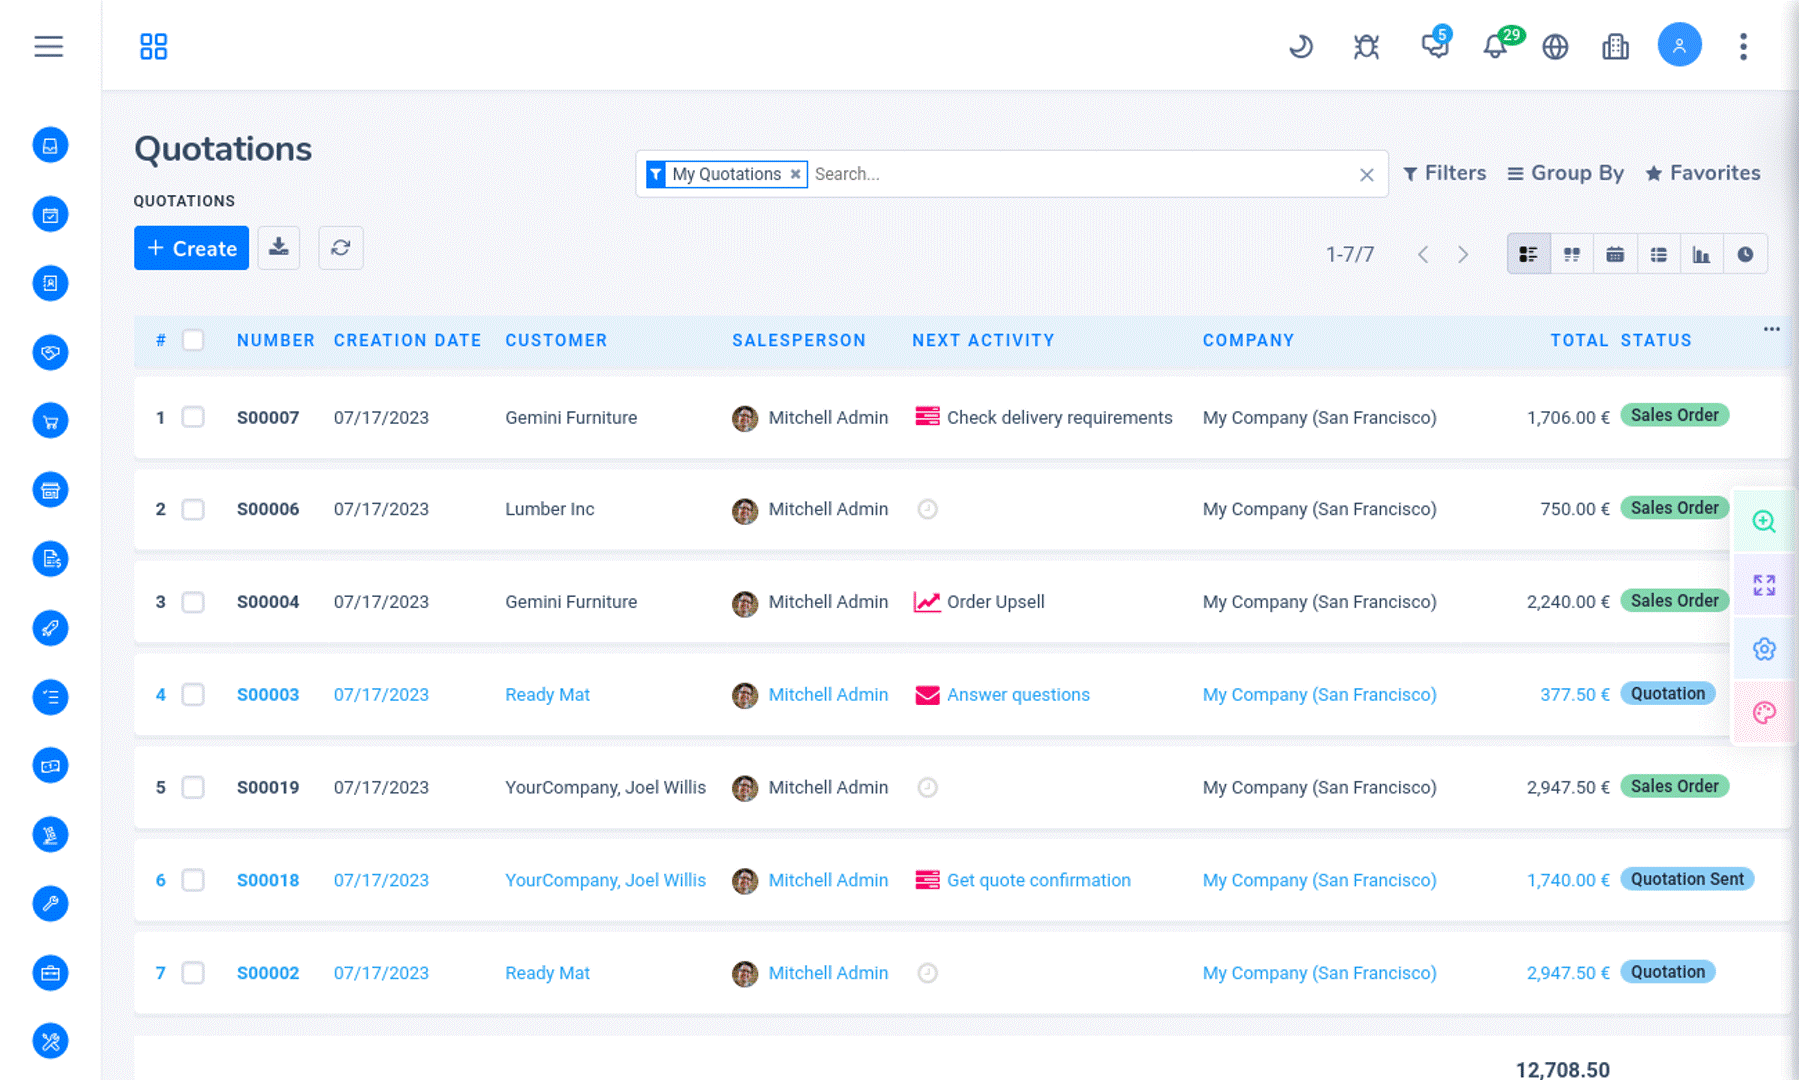 5
29
Quotations
My Quotations × Search...
Filters
Group By
Favorites
QUOTATIONS
+ Create
1-7/7
# NUMBER CREATION DATE CUSTOMER SALESPERSON NEXT ACTIVITY COMPANY TOTAL STATUS
1 S00007 07/17/2023 Gemini Furniture Mitchell Admin Check delivery requirements My Company (San Francisco) 1,706.00 € Sales Order
2 S00006 07/17/2023 Lumber Inc Mitchell Admin My Company (San Francisco) 750.00 € Sales Order
3 S00004 07/17/2023 Gemini Furniture Mitchell Admin Order Upsell My Company (San Francisco) 2,240.00 € Sales Order
4 S00003 07/17/2023 Ready Mat Mitchell Admin Answer questions My Company (San Francisco) 377.50 € Quotation
5 S00019 07/17/2023 YourCompany, Joel Willis Mitchell Admin My Company (San Francisco) 2,947.50 € Sales Order
6 S00018 07/17/2023 YourCompany, Joel Willis Mitchell Admin Get quote confirmation My Company (San Francisco) 1,740.00 € Quotation Sent
7 S00002 07/17/2023 Ready Mat Mitchell Admin My Company (San Francisco) 2,947.50 € Quotation
12,708.50